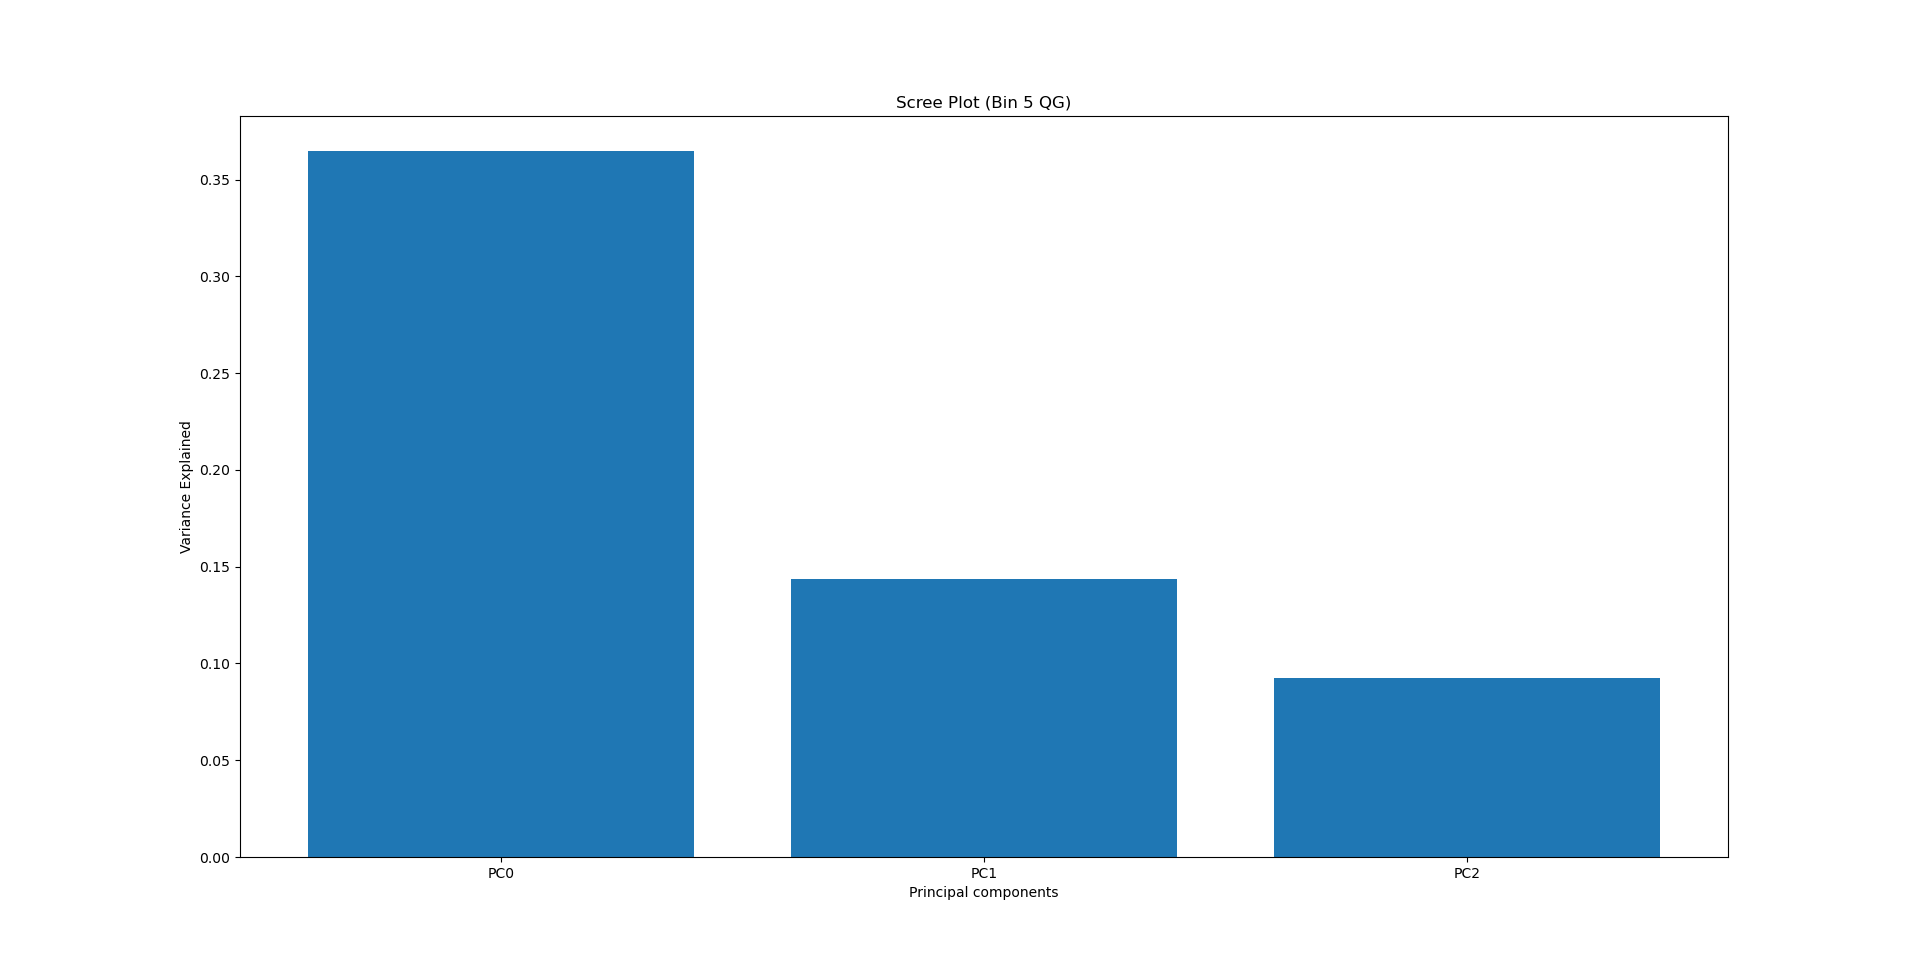 Scree Plot (Bin 5 QG)
Variance Explained
0.35
0.30
0.25
0.20
0.15
0.10
0.05
0.00
PC0 PC1 PC2
Principal components